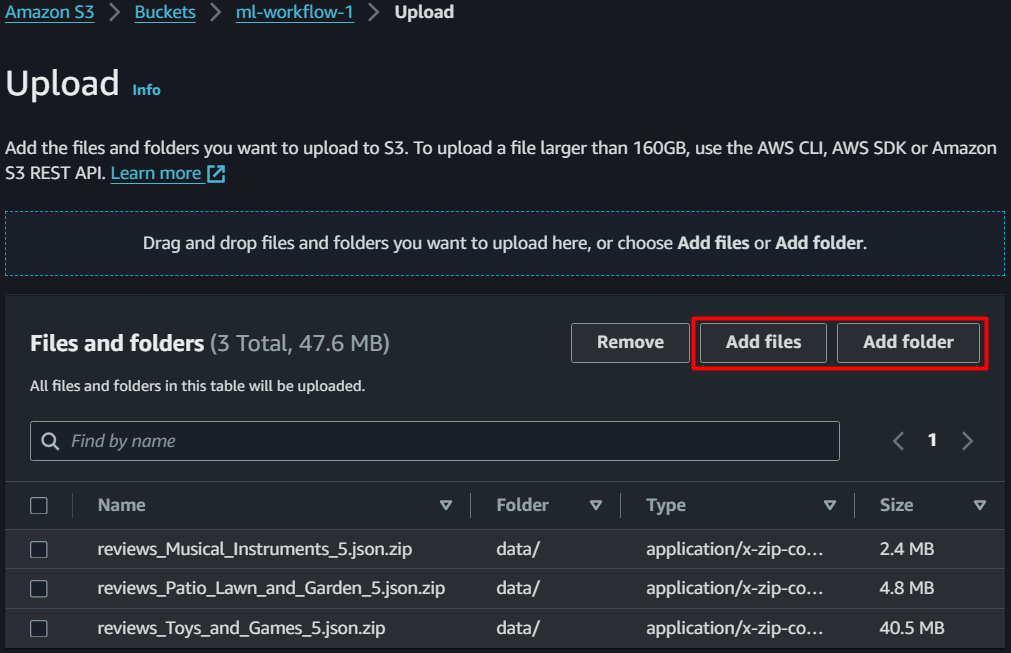 Amazon S3 > Buckets > ml-workflow-1 > Upload
Upload Info
Add the files and folders you want to upload to S3. To upload a file larger than 160GB, use the AWS CLI, AWS SDK or Amazon
S3 REST API. Learn more
Drag and drop files and folders you want to upload here, or choose Add files or Add folder.
Files and folders (3 Total, 47.6 MB) Remove Add files Add folder
All files and folders in this table will be uploaded.
Find by name 1
Name Folder Type Size
reviews_Musical_Instruments_5.json.zip data/ application/x-zip-co... 2.4 MB
reviews_Patio_Lawn_and_Garden_5.json.zip data/ application/x-zip-co... 4.8 MB
reviews_Toys_and_Games_5.json.zip data/ application/x-zip-co... 40.5 MB